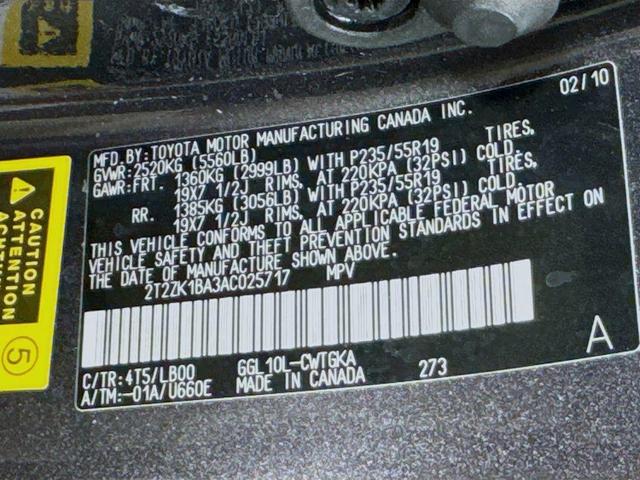 02/10
MFD. BY: TOYOTA MOTOR MANUFACTURING CANADA INC.
GVWR: 2520KG (5560LB)
GAWR: FRT. 1360KG (2999LB) WITH P235/55R19 TIRES,
19X7 1/2J RIMS, AT 220KPA (32PSI) COLD.
RR. 1385KG (3056LB) WITH P235/55R19 TIRES,
19X7 1/2J RIMS, AT 220KPA (32PSI) COLD.
THIS VEHICLE CONFORMS TO ALL APPLICABLE FEDERAL MOTOR
VEHICLE SAFETY AND THEFT PREVENTION STANDARDS IN EFFECT ON
THE DATE OF MANUFACTURE SHOWN ABOVE.
2T2ZK1BA3AC025717 MPV
A
C/TR: 4T5/LB00 GGL10L-CWTGKA
A/TM: -01A/U660E MADE IN CANADA 273
CAUTION
ATTENTION
5